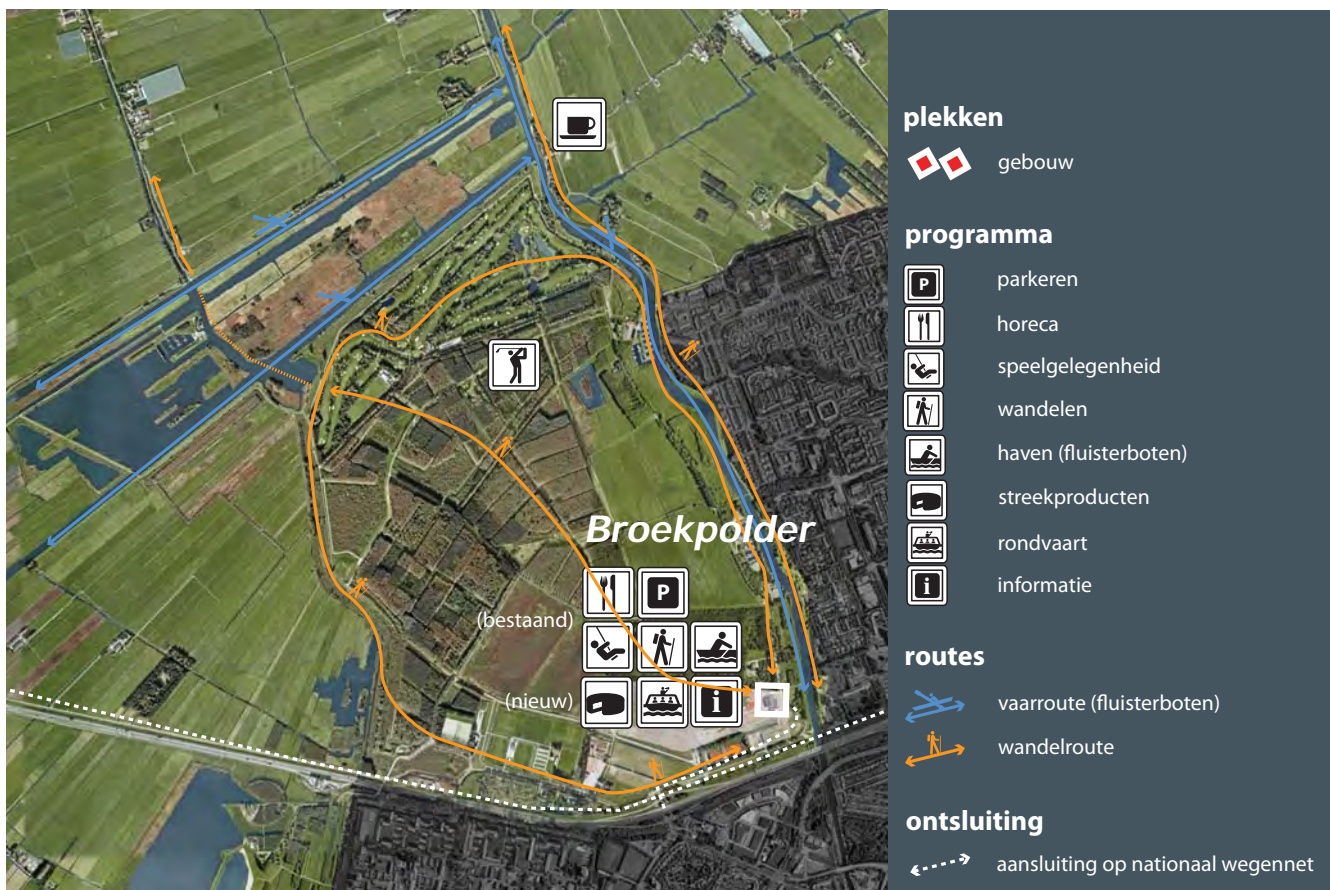 Broekpolder
P
(bestaand)
(nieuw)
i
plekken
gebouw
programma
P
parkeren
horeca
speelgelegenheid
wandelen
haven (fluisterboten)
streekproducten
rondvaart
i
informatie
routes
vaarroute (fluisterboten)
wandelroute
ontsluiting
aansluiting op nationaal wegennet